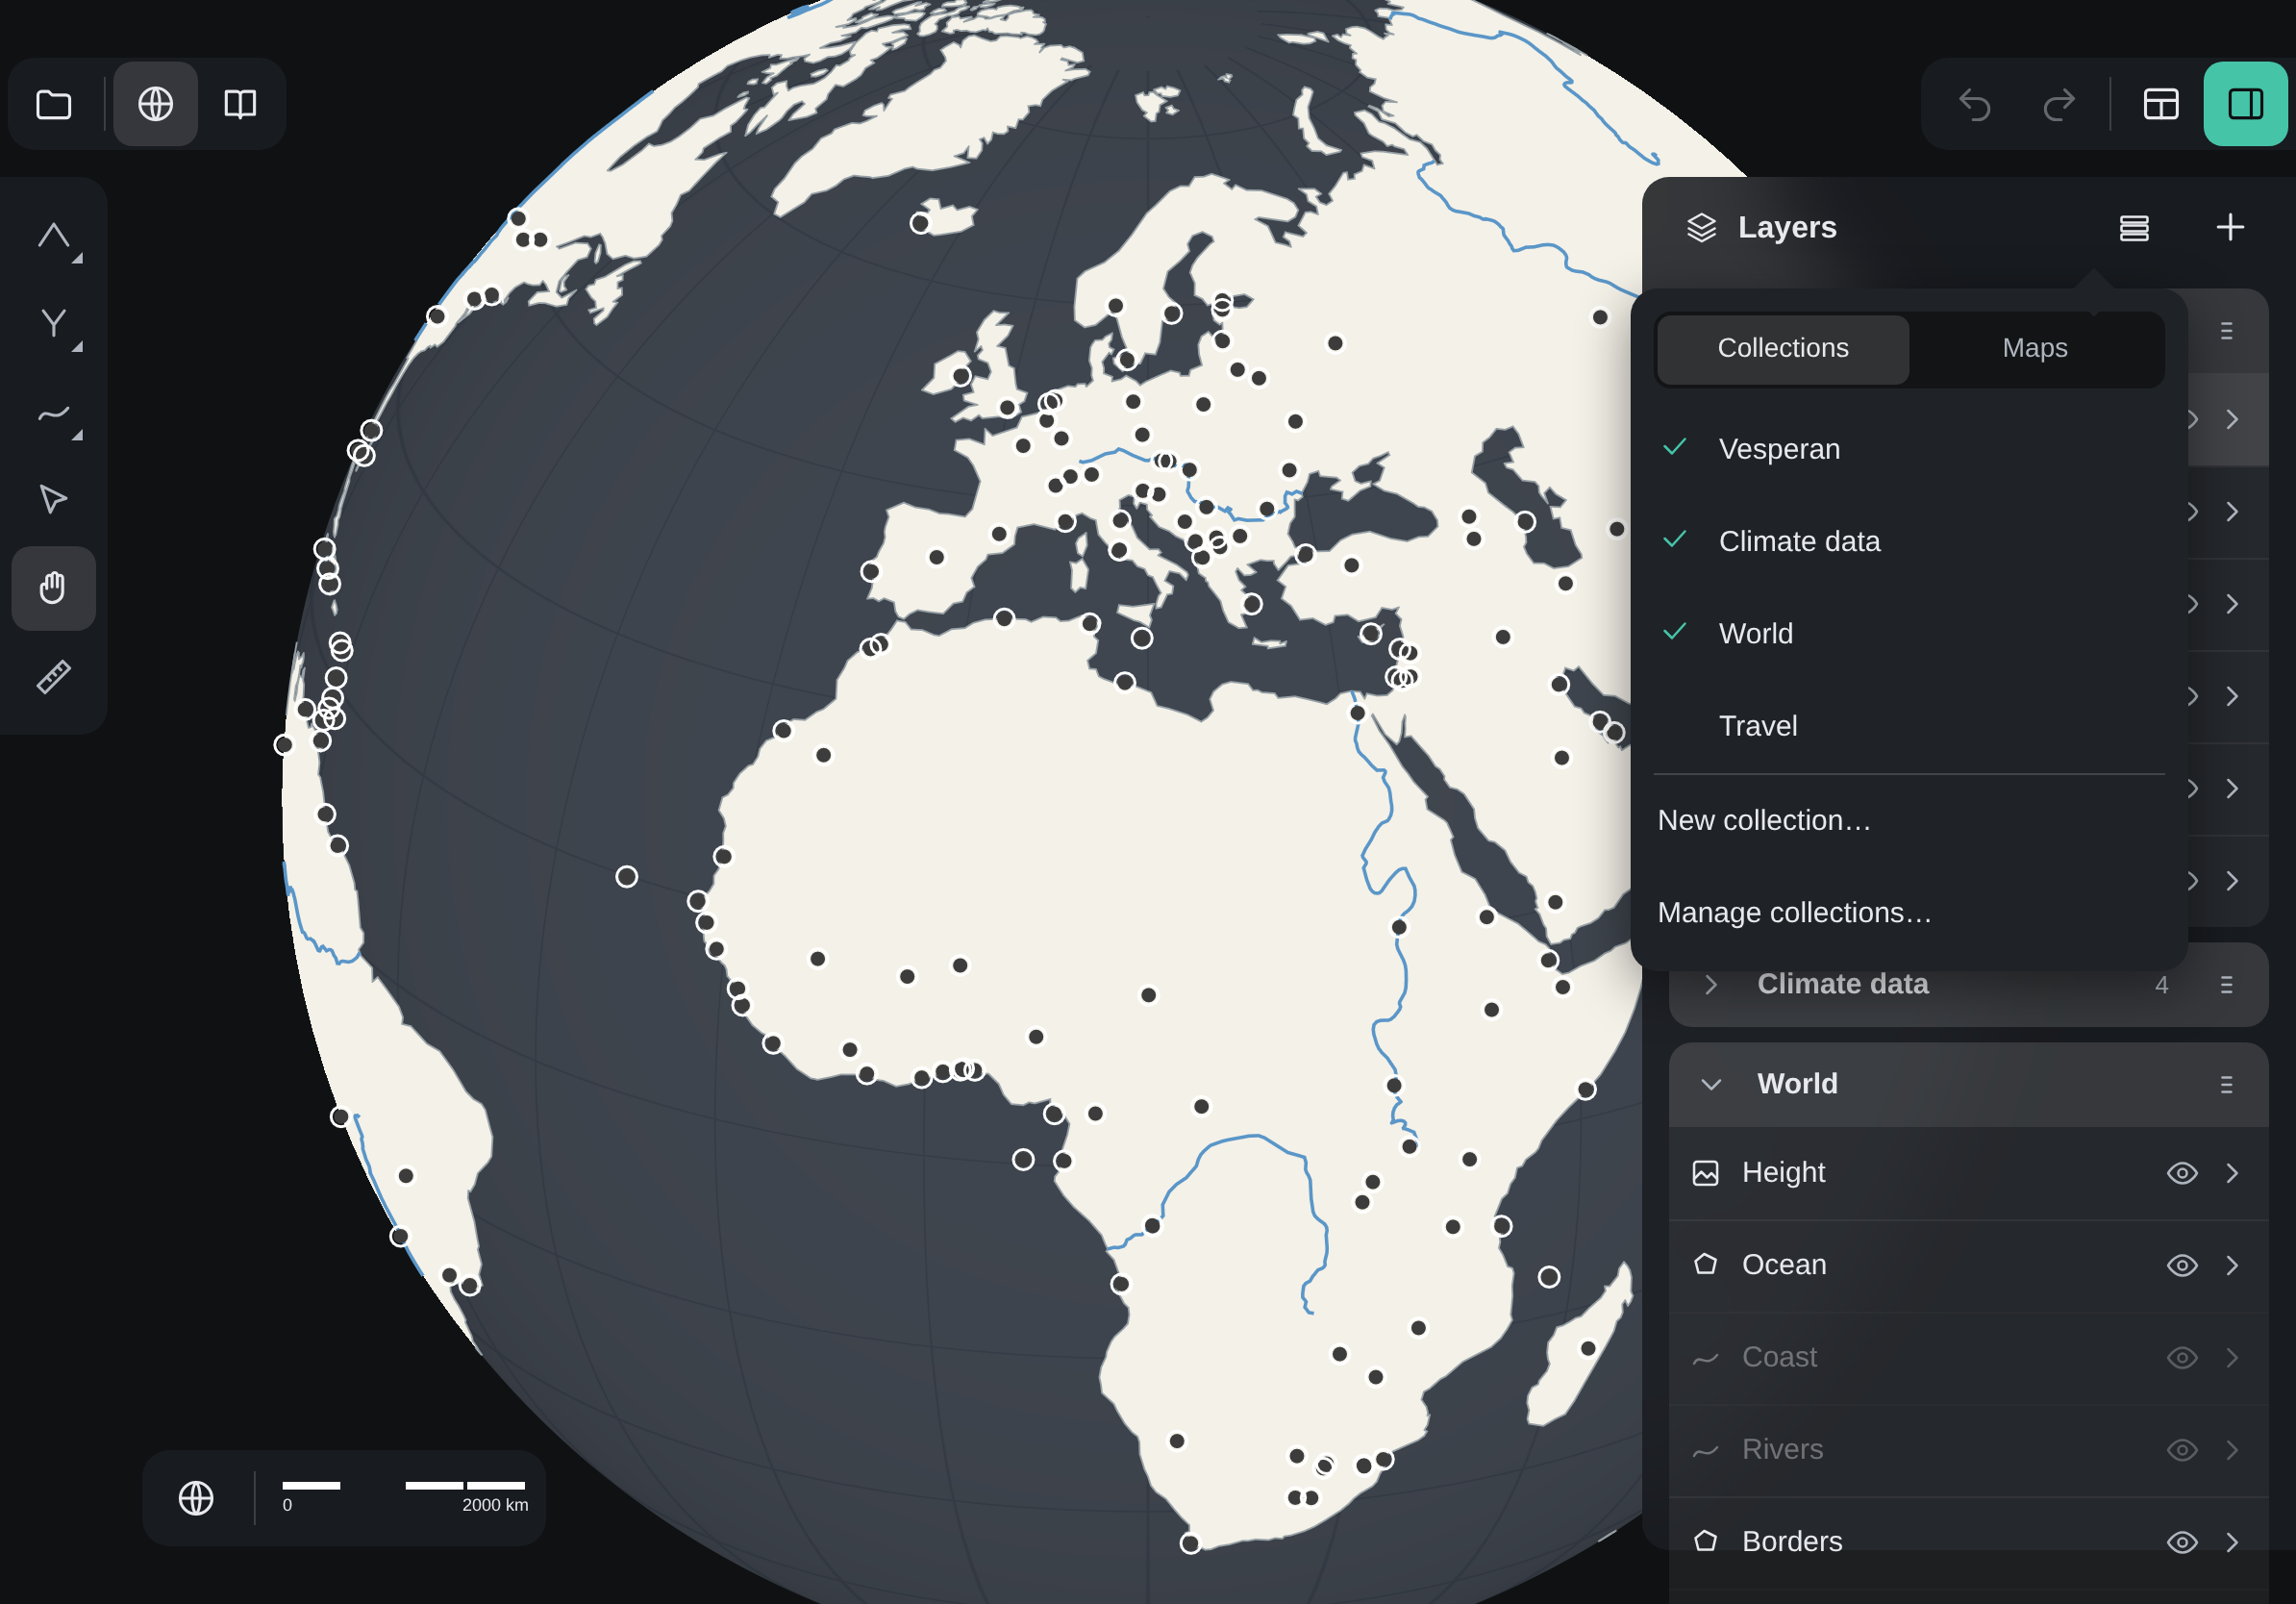 Layers
Collections
Maps
Vesperan
Climate data
World
Travel
New collection…
Manage collections…
Climate data
4
World
Height
Ocean
Coast
Rivers
Borders
0
2000 km